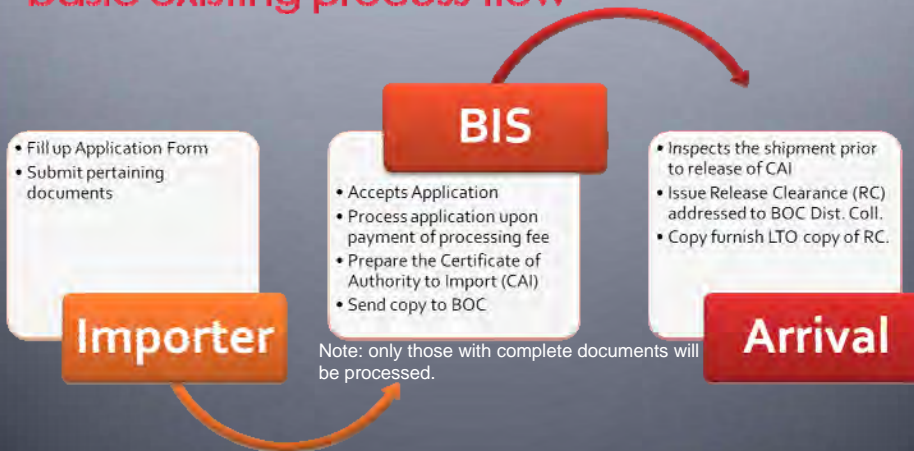 basic existing process flow
• Fill up Application Form
• Submit pertaining
documents
Importer
BIS
• Accepts Application
• Process application upon
payment of processing fee
• Prepare the Certificate of
Authority to Import (CAI)
• Send copy to BOC
Note: only those with complete documents will
be processed.
• Inspects the shipment prior
to release of CAI
• Issue Release Clearance (RC)
addressed to BOC Dist. Coll.
• Copy furnish LTO copy of RC.
Arrival